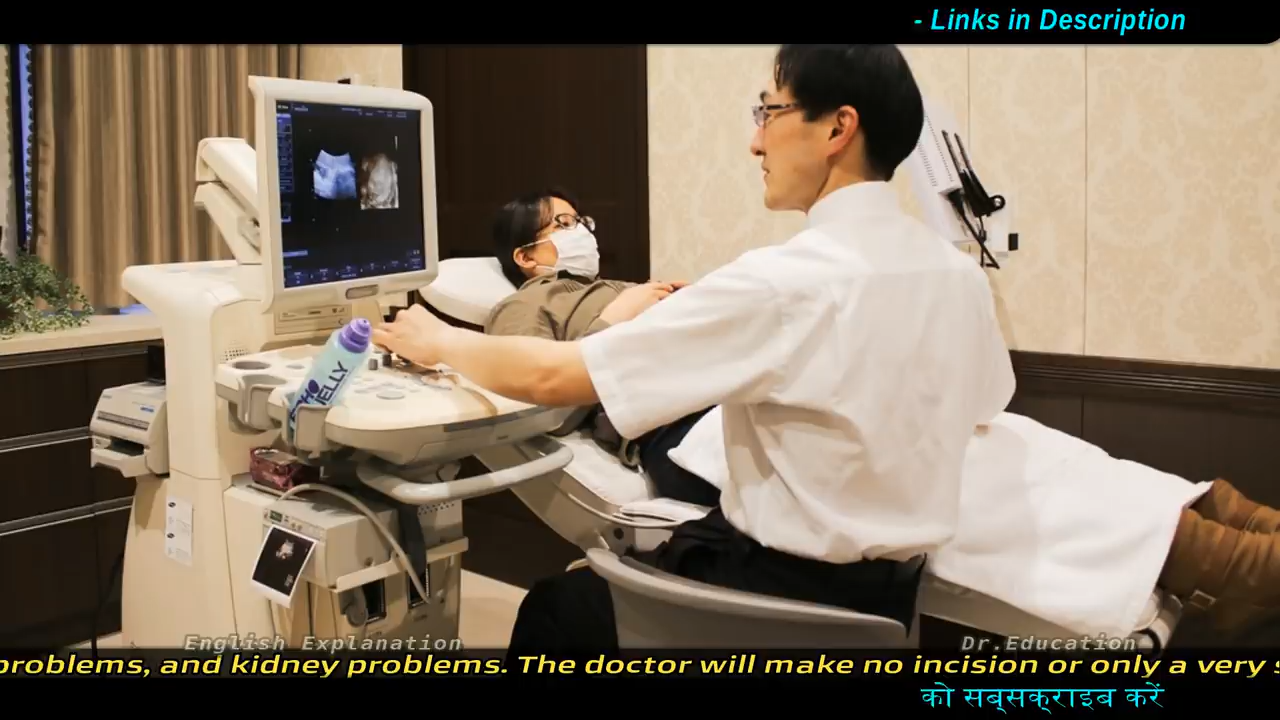 - Links in Description
JELLY
English Explanation
Dr.Education
problems, and kidney problems. The doctor will make no incision or only a very
को सब्सक्राइब करें